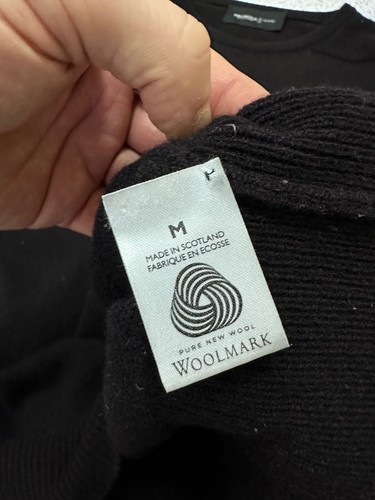 M
MADE IN SCOTLAND
FABRIQUE EN ECOSSE
PURE NEW WOOL
WOOLMARK